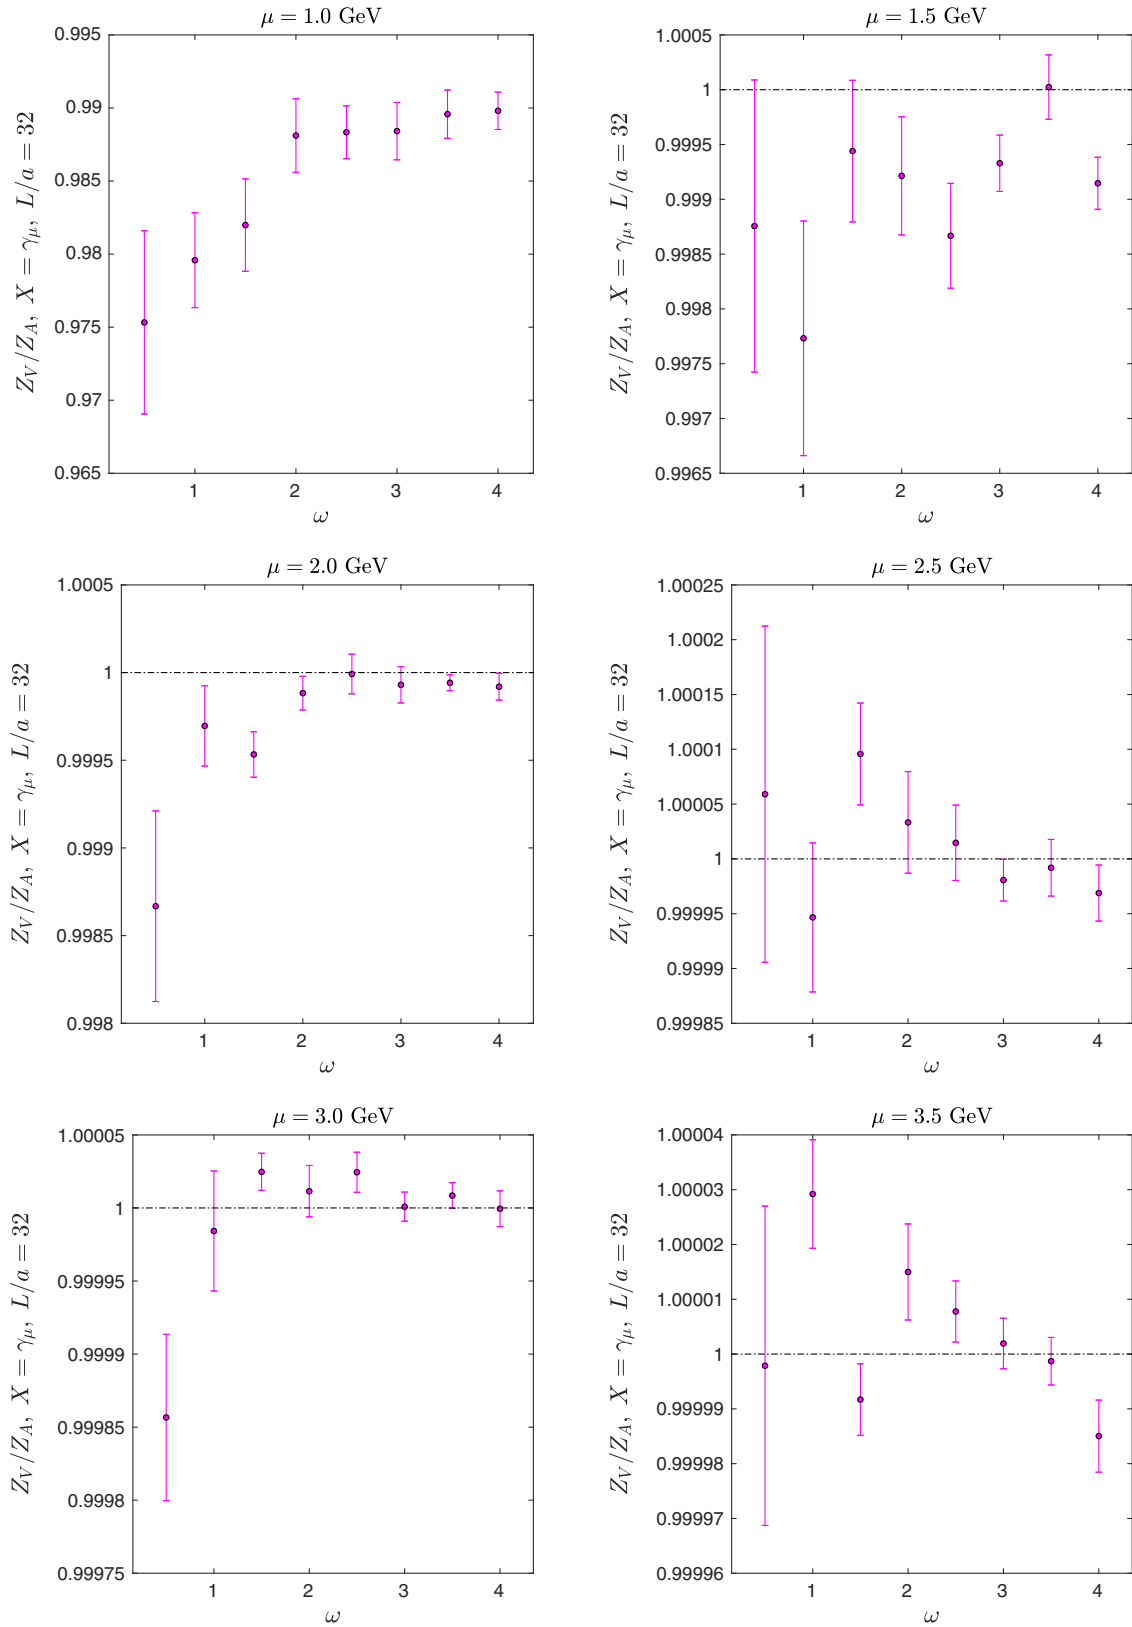 μ = 1.0 GeV
0.995
0.99
0.985
0.98
0.975
0.97
0.965
Z_V/Z_A, X = γ_μ, L/a = 32
1 2 3 4
ω
μ = 1.5 GeV
1.0005
1
0.9995
0.999
0.9985
0.998
0.9975
0.997
0.9965
Z_V/Z_A, X = γ_μ, L/a = 32
1 2 3 4
ω
μ = 2.0 GeV
1.0005
1
0.9995
0.999
0.9985
0.998
Z_V/Z_A, X = γ_μ, L/a = 32
1 2 3 4
ω
μ = 2.5 GeV
1.00025
1.0002
1.00015
1.0001
1.00005
1
0.99995
0.9999
0.99985
Z_V/Z_A, X = γ_μ, L/a = 32
1 2 3 4
ω
μ = 3.0 GeV
1.00005
1
0.99995
0.9999
0.99985
0.9998
0.99975
Z_V/Z_A, X = γ_μ, L/a = 32
1 2 3 4
ω
μ = 3.5 GeV
1.00004
1.00003
1.00002
1.00001
1
0.99999
0.99998
0.99997
0.99996
Z_V/Z_A, X = γ_μ, L/a = 32
1 2 3 4
ω